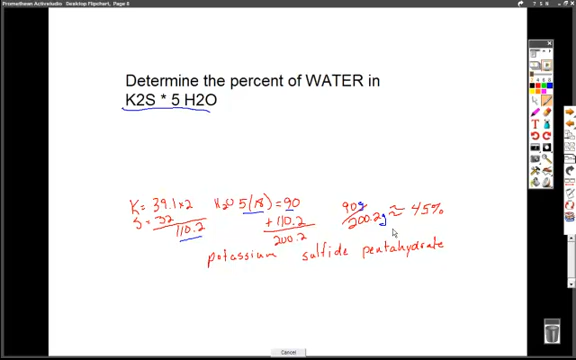 Promethean Activstudio - Desktop Flipchart, Page 8
Determine the percent of WATER in
K2S * 5 H2O
K= 39.1×2 H2O 5(18) = 90 90g
S= 32 +110.2 200.2g ≈ 45%
110.2 200.2
potassium sulfide pentahydrate
Cancel